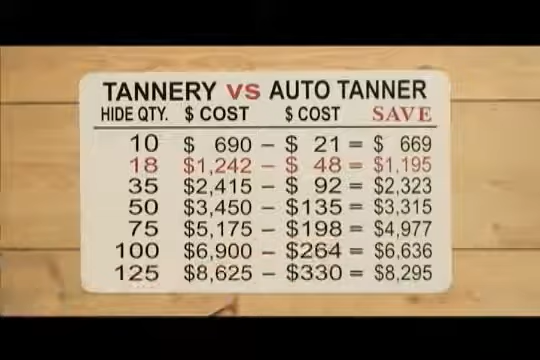 TANNERY VS AUTO TANNER
HIDE QTY. $ COST $ COST SAVE
10 $ 690 – $ 21 = $ 669
18 $1,242 – $ 48 = $1,195
35 $2,415 – $ 92 = $2,323
50 $3,450 – $135 = $3,315
75 $5,175 – $198 = $4,977
100 $6,900 – $264 = $6,636
125 $8,625 – $330 = $8,295